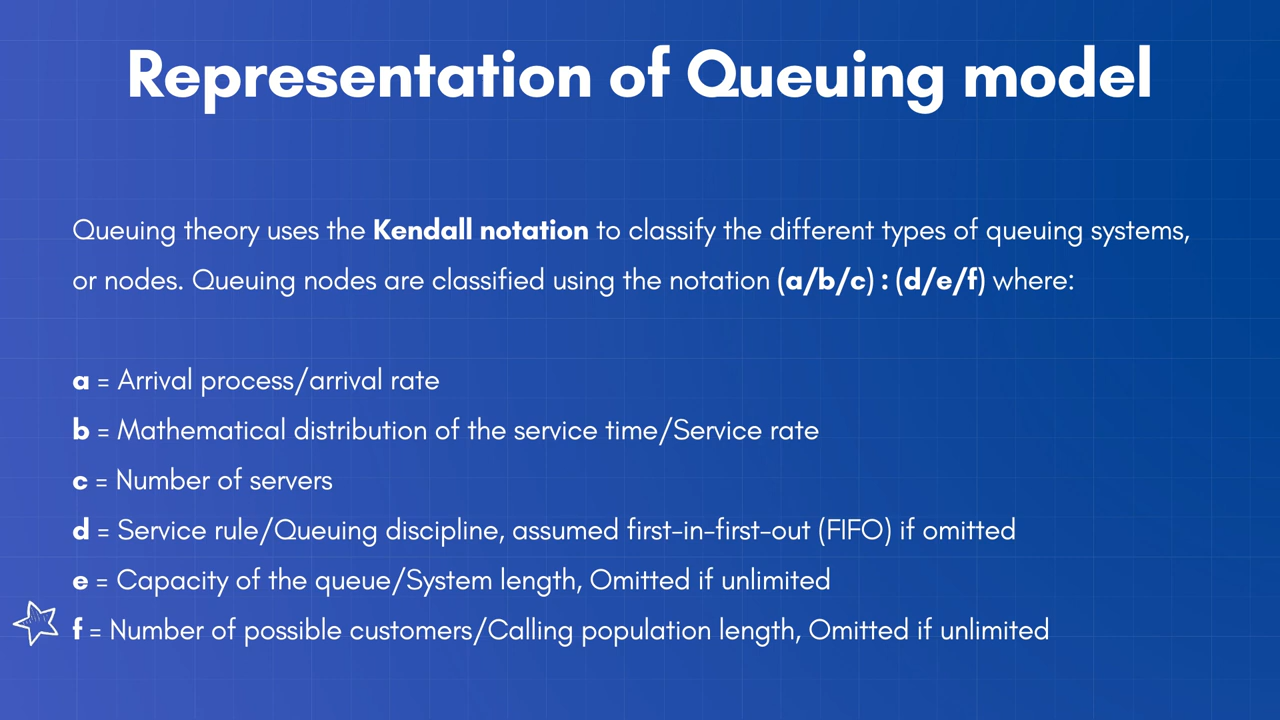 Representation of Queuing model
Queuing theory uses the Kendall notation to classify the different types of queuing systems,
or nodes. Queuing nodes are classified using the notation (a/b/c) : (d/e/f) where:
a = Arrival process/arrival rate
b = Mathematical distribution of the service time/Service rate
c = Number of servers
d = Service rule/Queuing discipline, assumed first-in-first-out (FIFO) if omitted
e = Capacity of the queue/System length, Omitted if unlimited
f = Number of possible customers/Calling population length, Omitted if unlimited